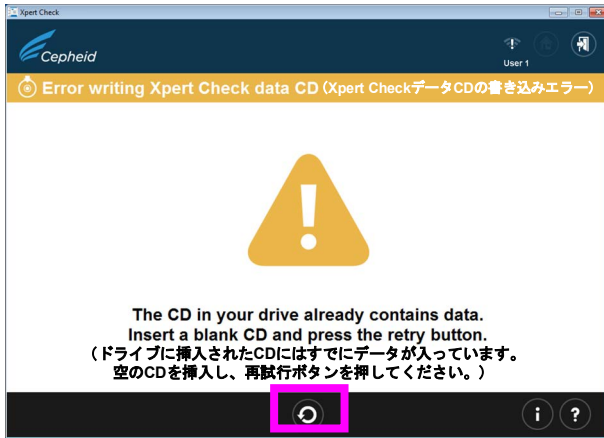 Xpert Check
Cepheid
User 1
Error writing Xpert Check data CD (Xpert CheckデータCDの書き込みエラー)
The CD in your drive already contains data.
Insert a blank CD and press the retry button.
(ドライブに挿入されたCDにはすでにデータが入っています。
空のCDを挿入し、再試行ボタンを押してください。)
i ?